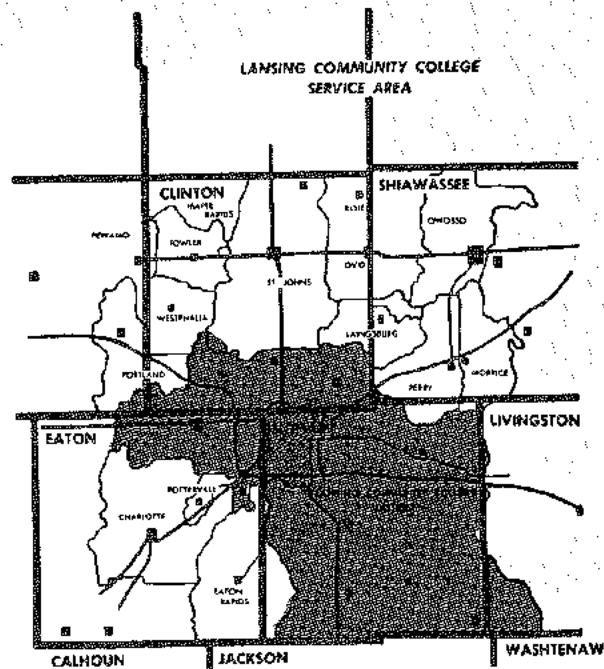 LANSING COMMUNITY COLLEGE
SERVICE AREA
CLINTON
SHIAWASSEE
MAPLE
RAPIDS
ELSIE
OWOSSO
PEWAMO
FOWLER
OVID
ST. JOHNS
WESTPHALIA
LAINGSBURG
PORTLAND
PERRY
MORRICE
EATON
LIVINGSTON
POTTERVILLE
CHARLOTTE
EATON
RAPIDS
CALHOUN
JACKSON
WASHTENAW